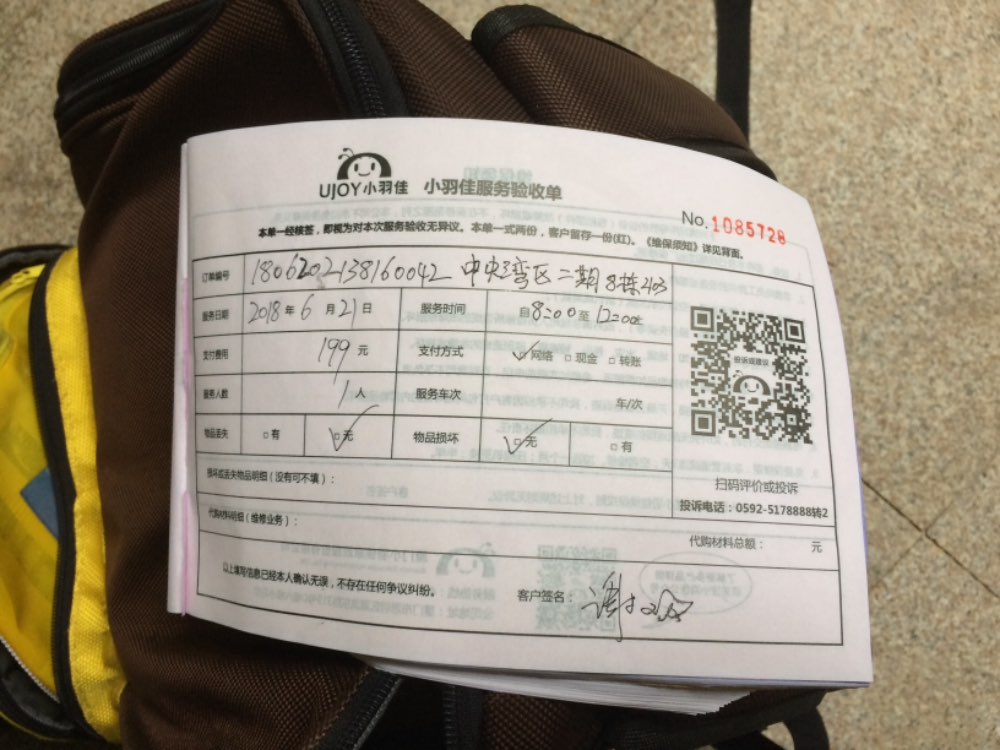 UJOY小羽佳 小羽佳服务验收单
No.1085728
本单一经核签，即视为对本次服务验收无异议。本单一式两份，客户留存一份(红)。《维保须知》详见背面。
订单编号 1806202138160042 中央湾区二期8栋403
服务日期 2018年6月21日 服务时间 自8:00至12:00
支付费用 199元 支付方式 ☑网络 □现金 □转账
服务人数 1人 服务车次 车/次
物品丢失 □有 ☑无 物品损坏 ☑无 □有
投诉或建议
扫码评价或投诉
投诉电话：0592-5178888转2
损坏或丢失物品明细（没有可不填）：
代购材料明细（维修业务）： 代购材料总额： 元
以上填写信息已经本人确认无误，不存在任何争议纠纷。 客户签名：谢